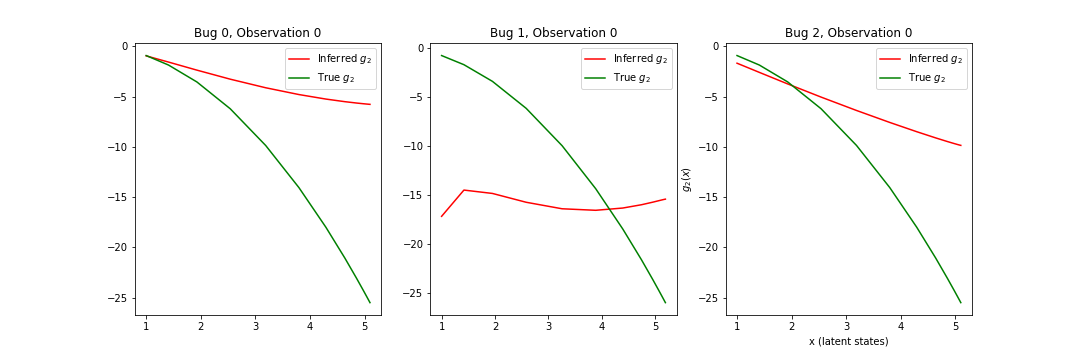 Bug 0, Observation 0
Inferred g₂
True g₂
0
−5
−10
−15
−20
−25
1 2 3 4 5
Bug 1, Observation 0
Inferred g₂
True g₂
0
−5
−10
−15
−20
−25
1 2 3 4 5
Bug 2, Observation 0
Inferred g₂
True g₂
g₂(x)
0
−5
−10
−15
−20
−25
1 2 3 4 5
x (latent states)